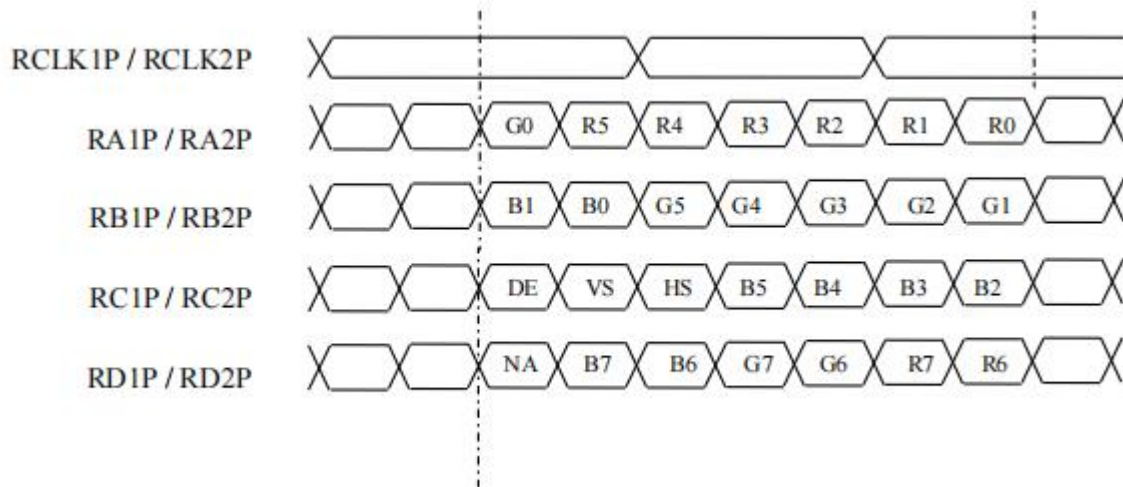 RCLK1P / RCLK2P
RA1P / RA2P G0 R5 R4 R3 R2 R1 R0
RB1P / RB2P B1 B0 G5 G4 G3 G2 G1
RC1P / RC2P DE VS HS B5 B4 B3 B2
RD1P / RD2P NA B7 B6 G7 G6 R7 R6